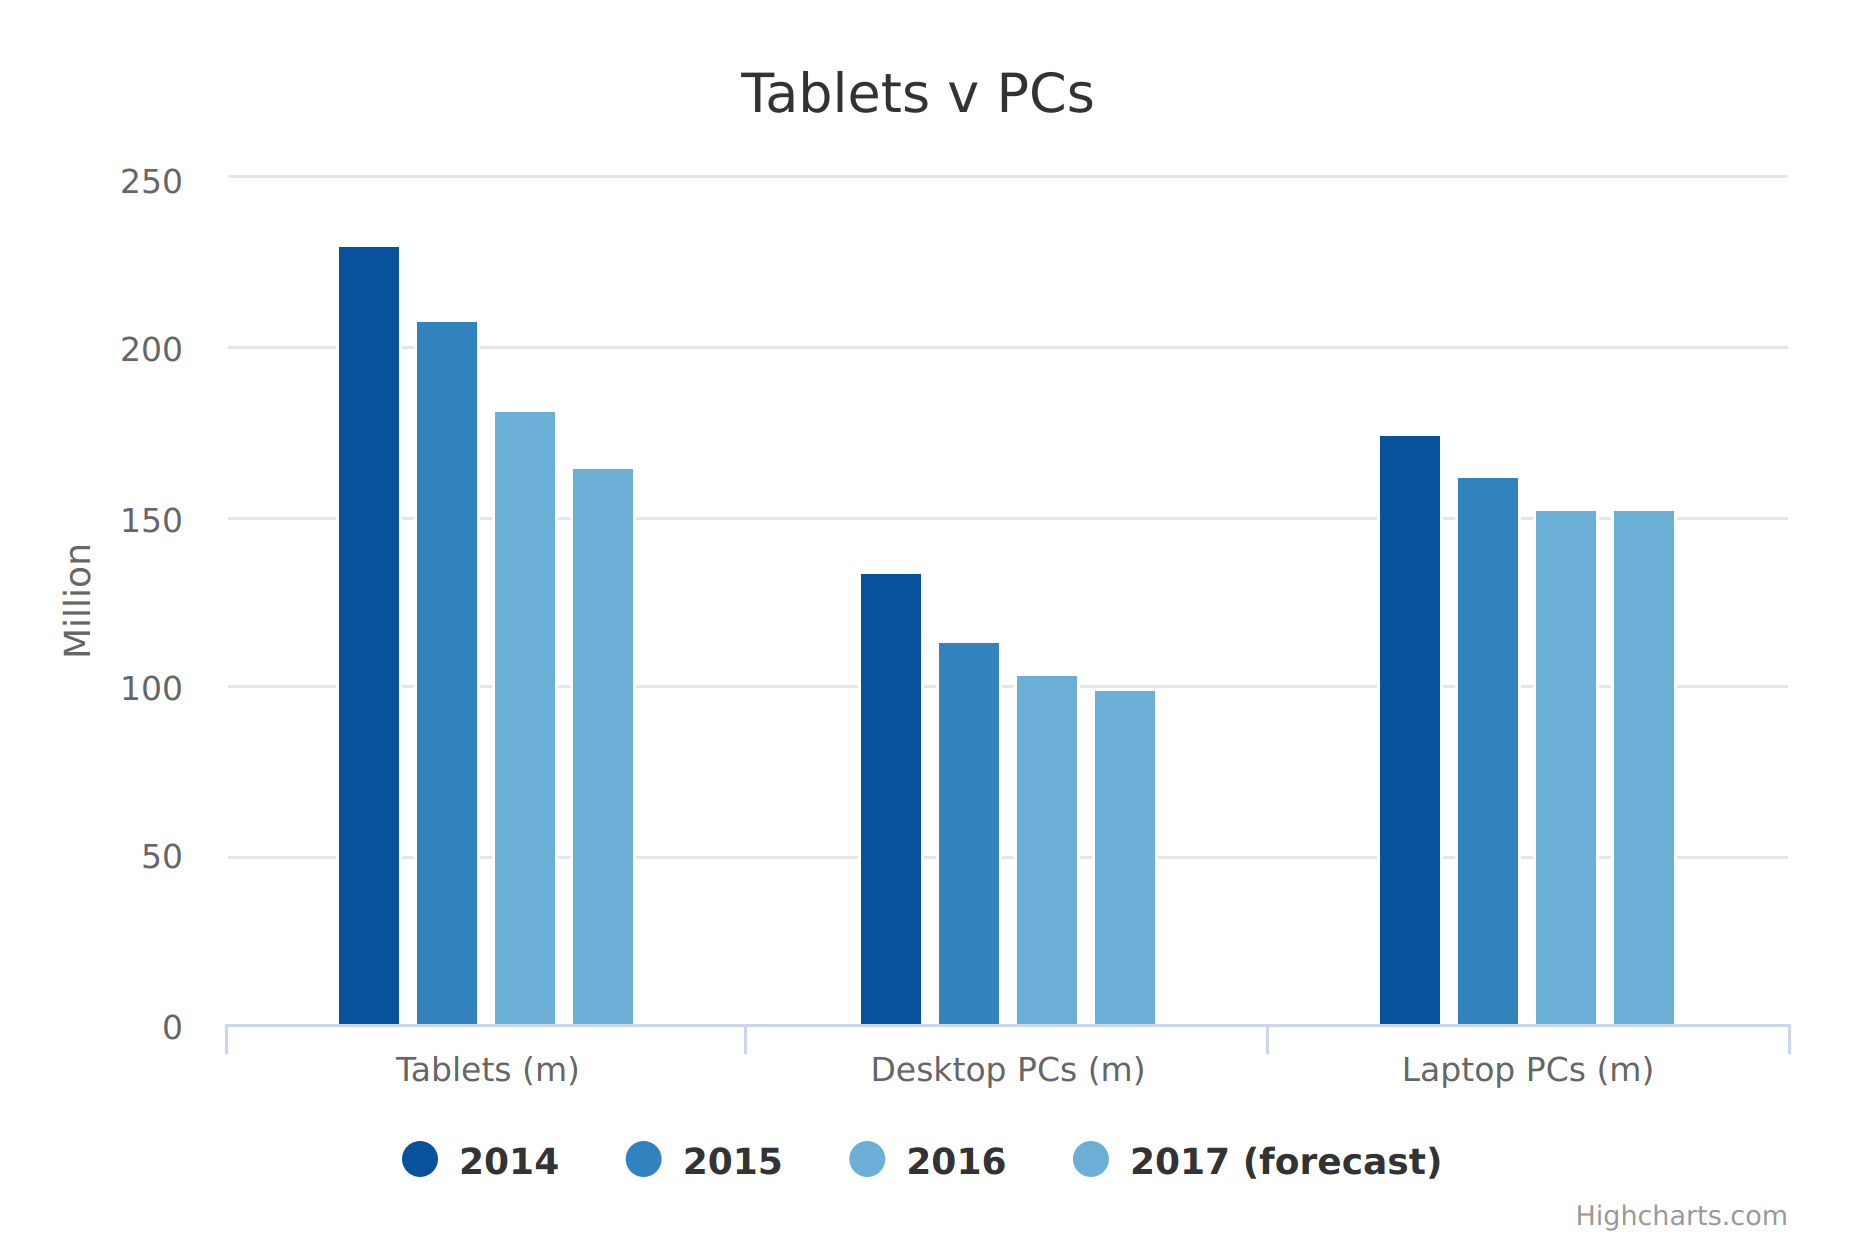 Tablets v PCs
250
200
150
100
50
0
Million
Tablets (m)
Desktop PCs (m)
Laptop PCs (m)
2014
2015
2016
2017 (forecast)
Highcharts.com